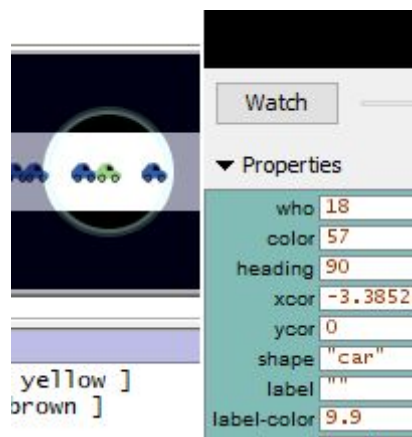 Watch
Properties
who 18
color 57
heading 90
xcor -3.3852
ycor 0
shape "car"
label ""
label-color 9.9
yellow ]
brown ]